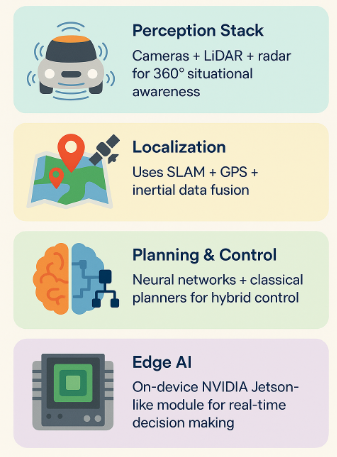 Perception Stack
Cameras + LiDAR + radar
for 360° situational
awareness
Localization
Uses SLAM + GPS +
inertial data fusion
Planning & Control
Neural networks + classical
planners for hybrid control
Edge AI
On-device NVIDIA Jetson-
like module for real-time
decision making